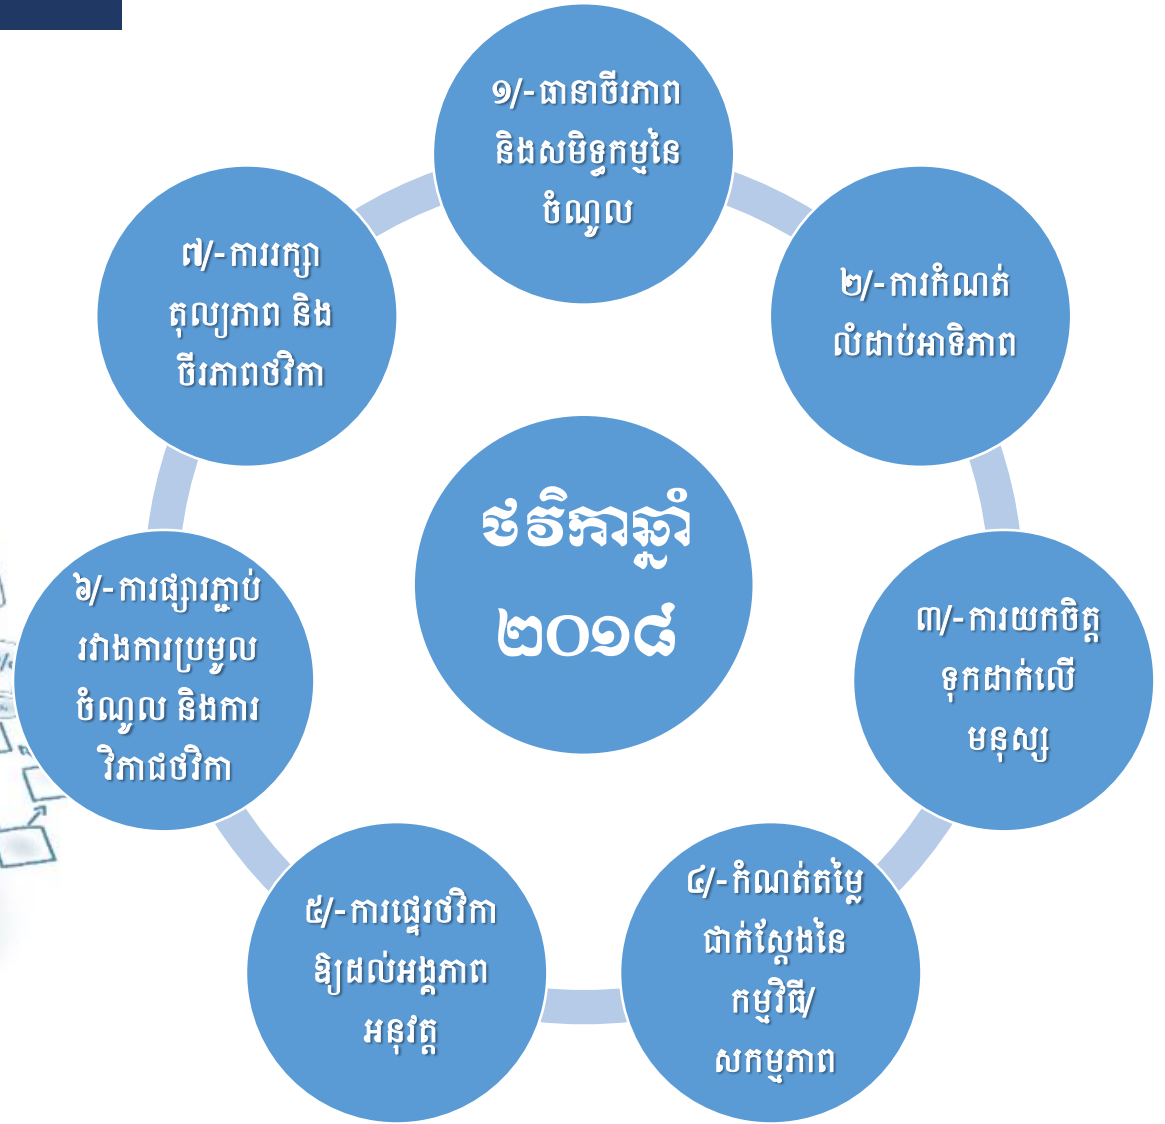 ១/-ធានាចីរភាព
និងសមិទ្ធកម្មនៃ
ចំណូល
២/-ការកំណត់
លំដាប់អាទិភាព
៣/-ការយកចិត្ត
ទុកដាក់លើ
មនុស្ស
៤/-កំណត់តម្លៃ
ជាក់ស្តែងនៃ
កម្មវិធី/
សកម្មភាព
៥/-ការផ្ទេរថវិកា
ឱ្យដល់អង្គភាព
អនុវត្ត
៦/-ការផ្សារភ្ជាប់
រវាងការប្រមូល
ចំណូល និងការ
វិភាជថវិកា
៧/-ការរក្សា
តុល្យភាព និង
ចីរភាពថវិកា
ថវិកាឆ្នាំ
២០១៨